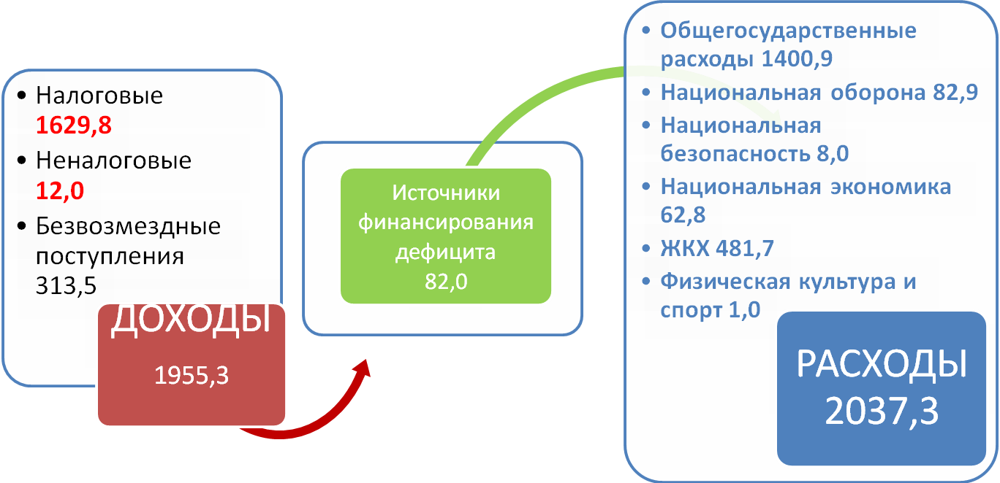 • Налоговые
1629,8
• Неналоговые
12,0
• Безвозмездные
поступления
313,5
ДОХОДЫ
1955,3
Источники
финансирования
дефицита
82,0
• Общегосударственные
расходы 1400,9
• Национальная оборона 82,9
• Национальная
безопасность 8,0
• Национальная экономика
62,8
• ЖКХ 481,7
• Физическая культура и
спорт 1,0
РАСХОДЫ
2037,3